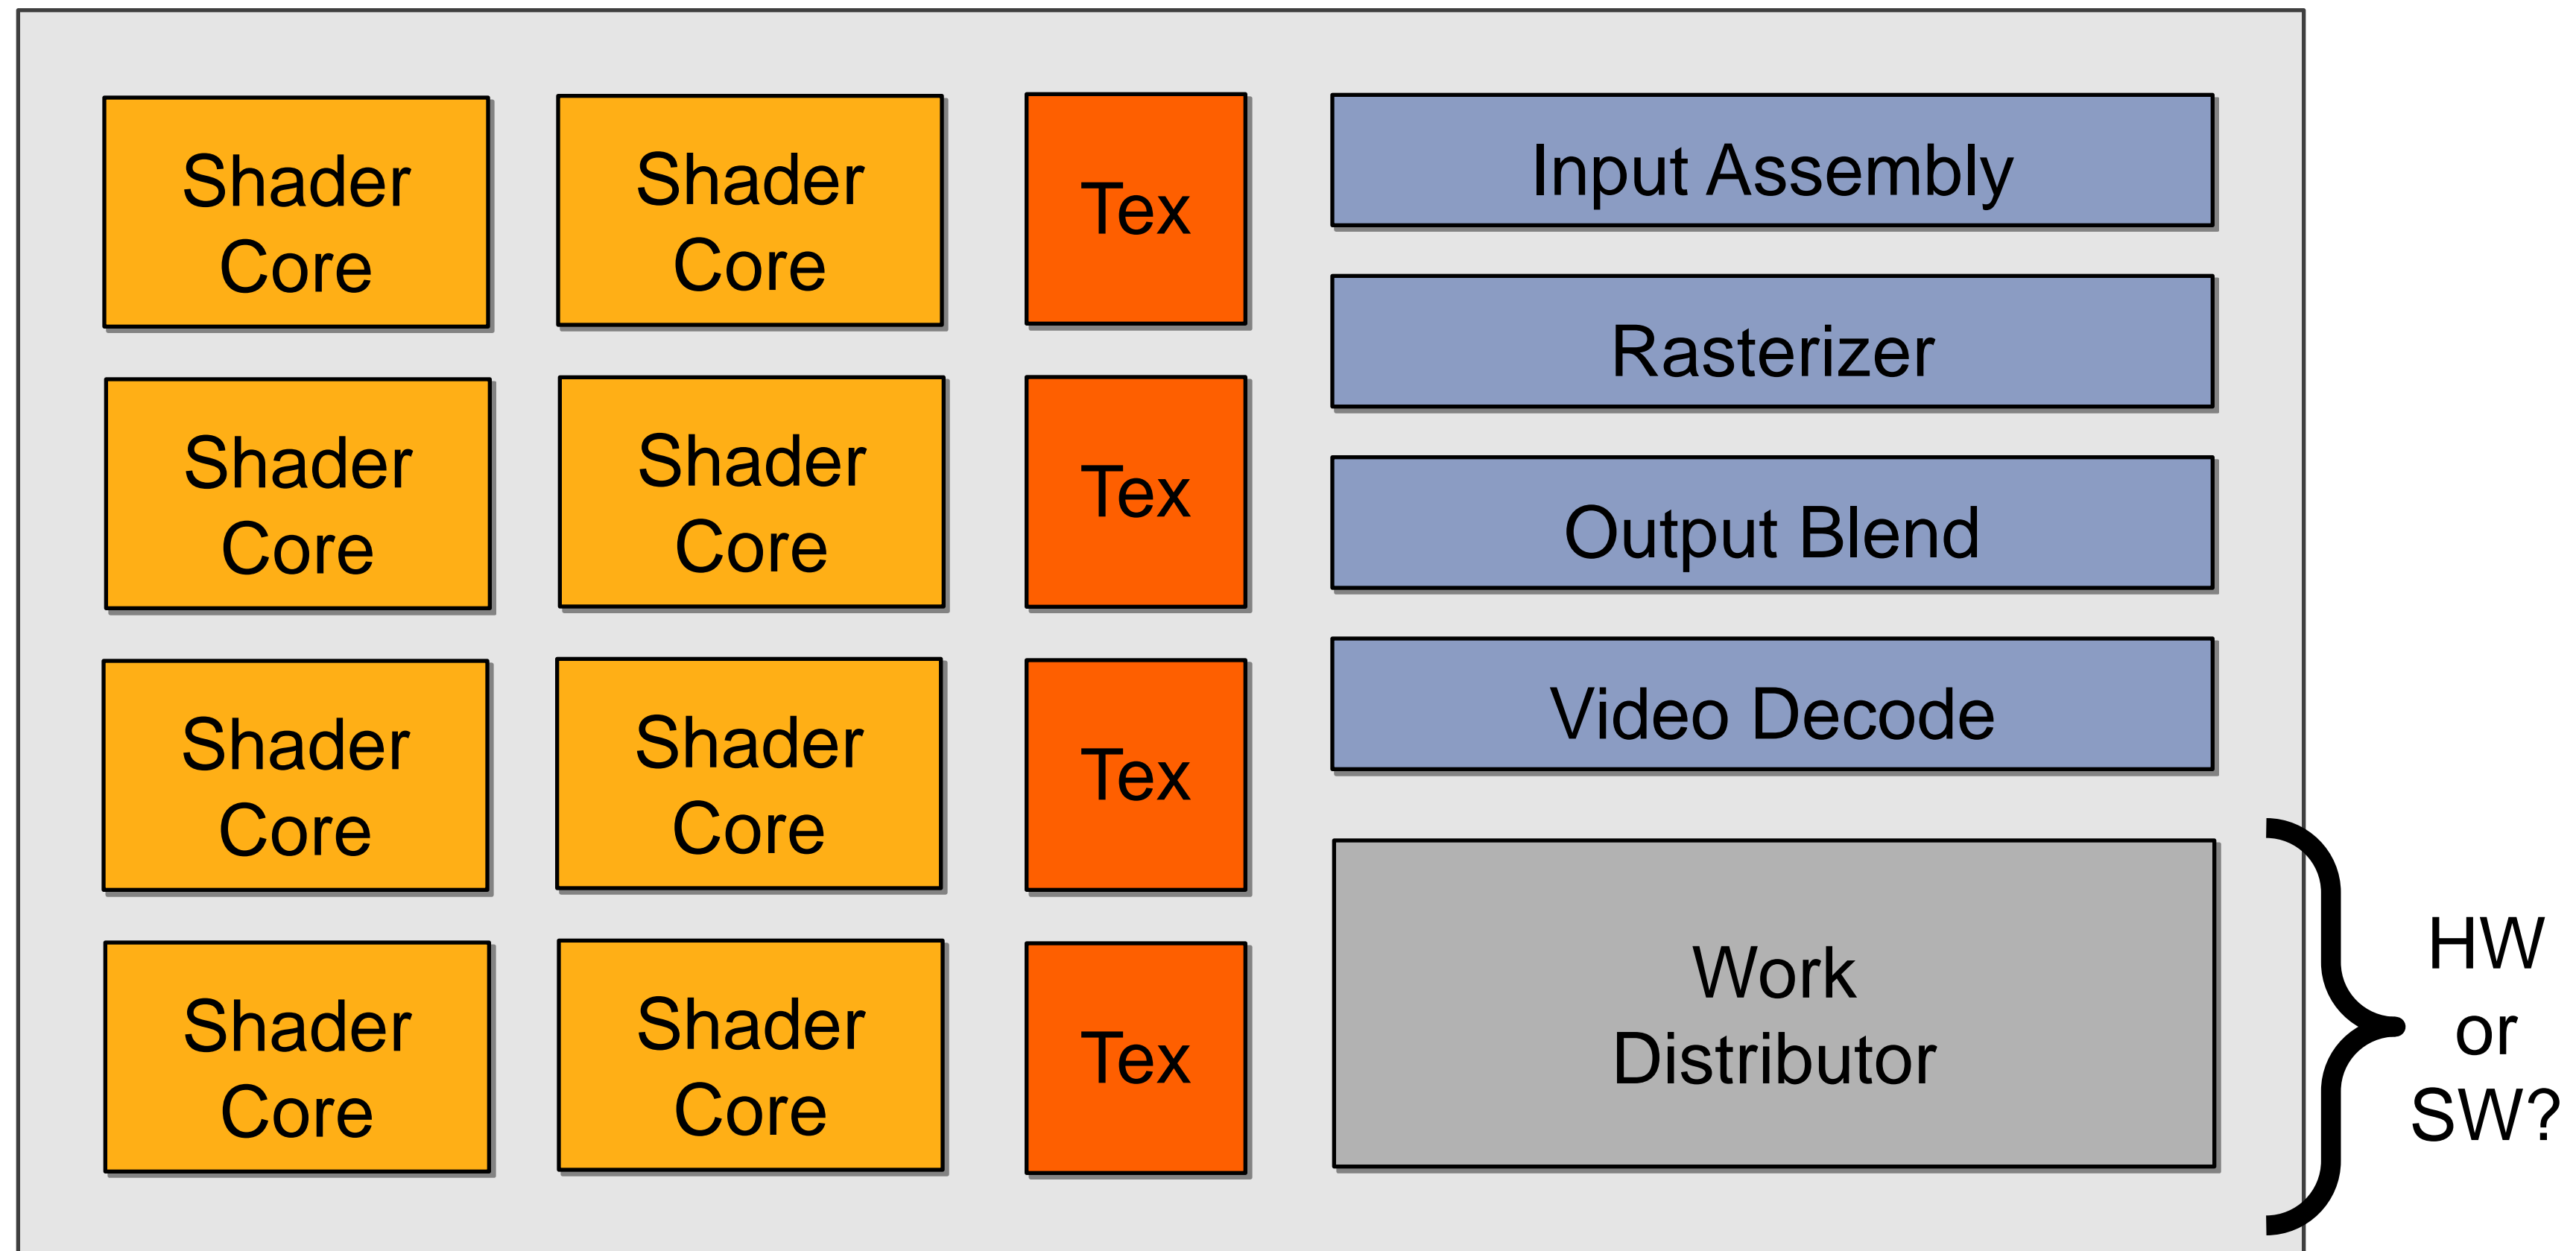 Shader
Core
Shader
Core
Tex
Input Assembly
Rasterizer
Shader
Core
Shader
Core
Tex
Output Blend
Video Decode
Shader
Core
Shader
Core
Tex
Work
Distributor
HW
or
SW?
Shader
Core
Shader
Core
Tex